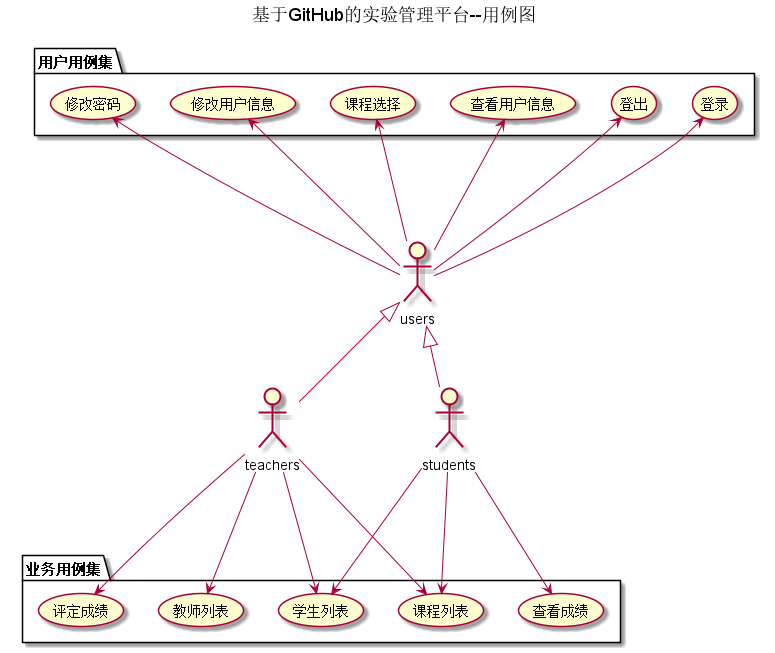 基于GitHub的实验管理平台--用例图
用户用例集
修改密码 修改用户信息 课程选择 查看用户信息 登出 登录
users
teachers students
业务用例集
评定成绩 教师列表 学生列表 课程列表 查看成绩